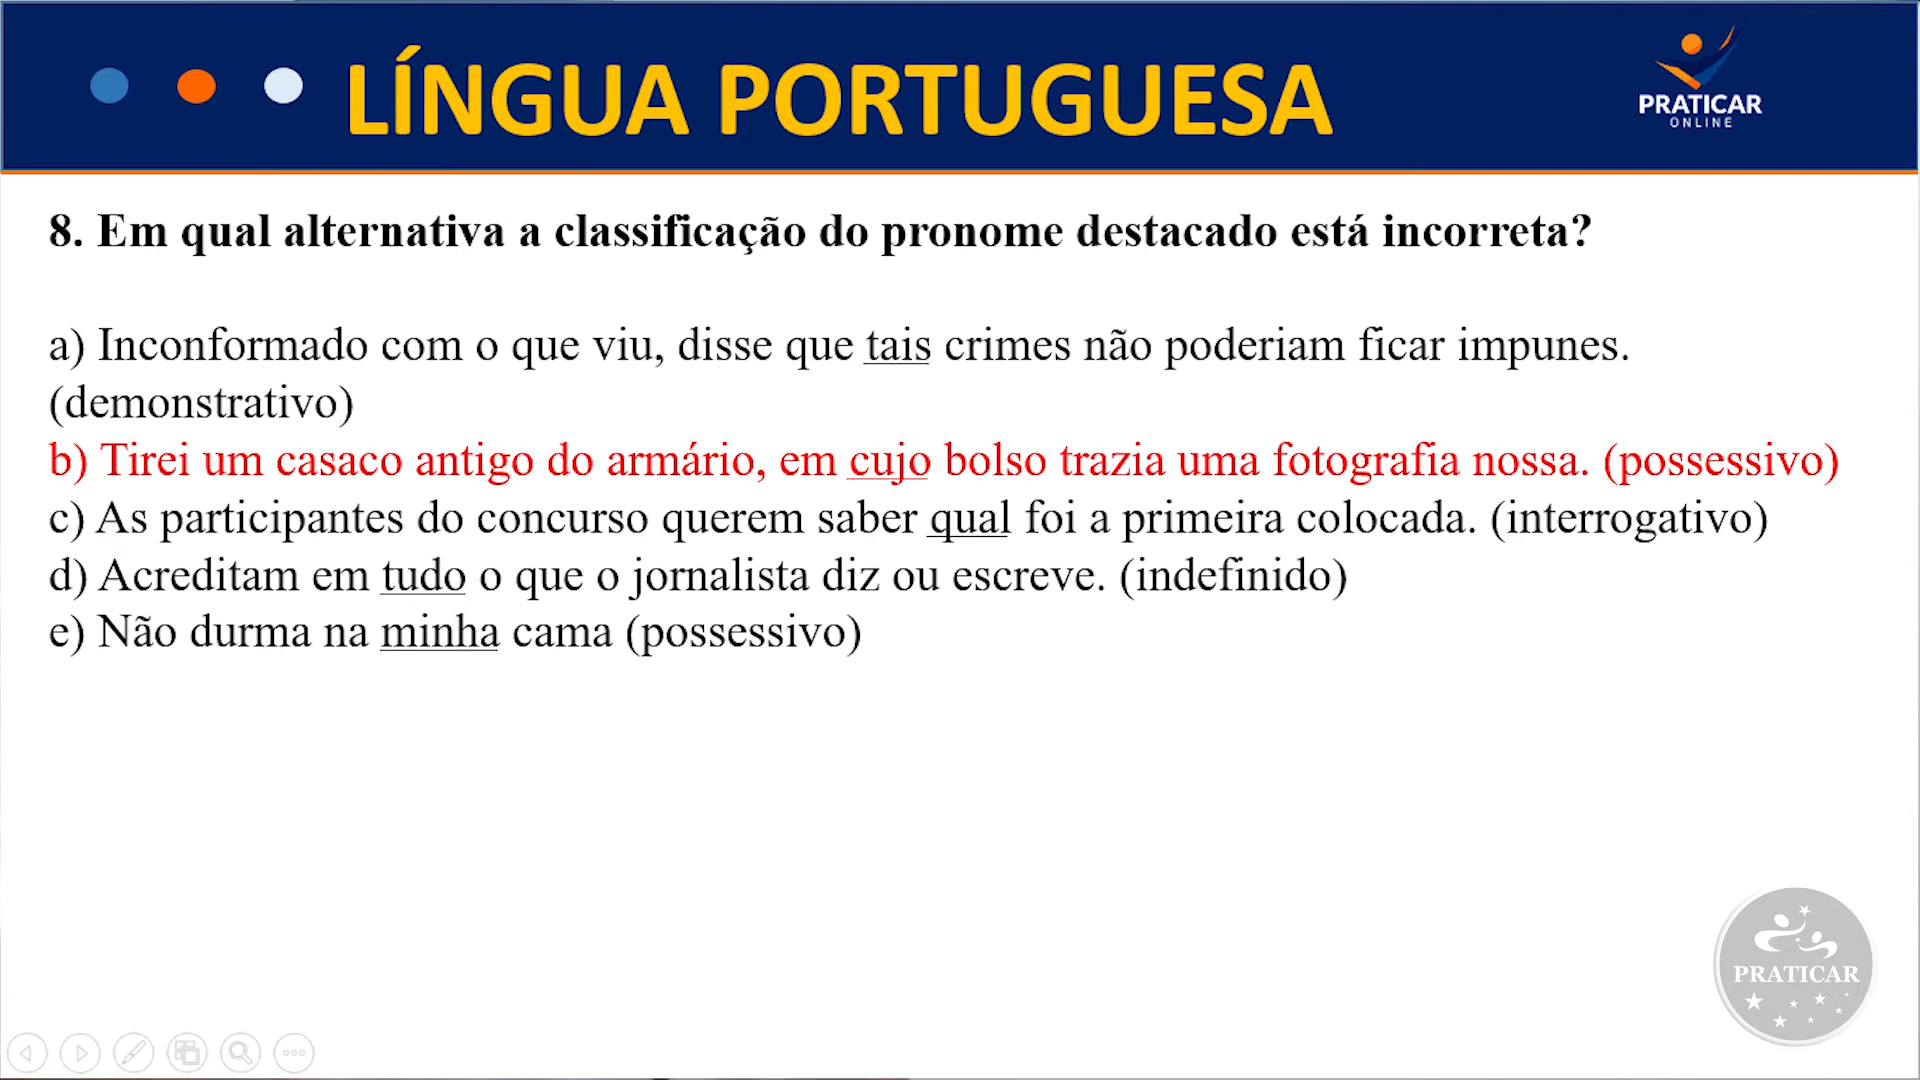 LÍNGUA PORTUGUESA
PRATICAR
ONLINE
8. Em qual alternativa a classificação do pronome destacado está incorreta?
a) Inconformado com o que viu, disse que tais crimes não poderiam ficar impunes.
(demonstrativo)
b) Tirei um casaco antigo do armário, em cujo bolso trazia uma fotografia nossa. (possessivo)
c) As participantes do concurso querem saber qual foi a primeira colocada. (interrogativo)
d) Acreditam em tudo o que o jornalista diz ou escreve. (indefinido)
e) Não durma na minha cama (possessivo)
PRATICAR